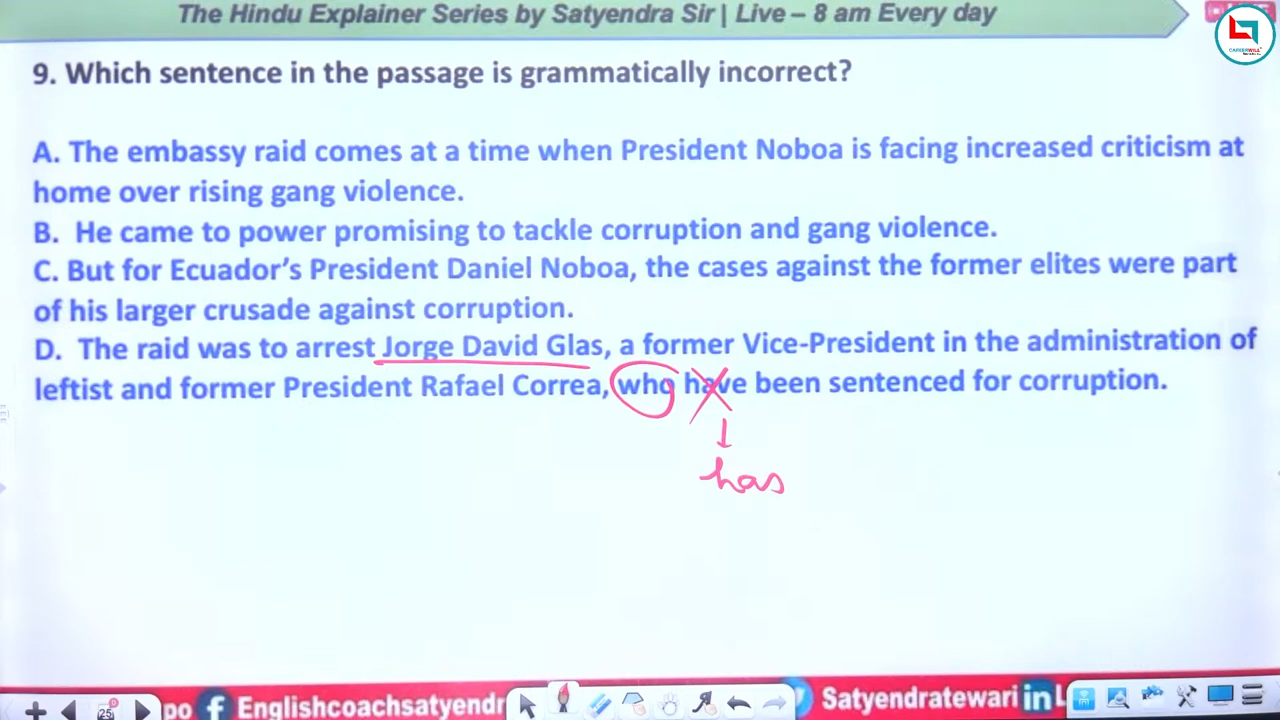 The Hindu Explainer Series by Satyendra Sir | Live – 8 am Every day
CAREERWILL
9. Which sentence in the passage is grammatically incorrect?
A. The embassy raid comes at a time when President Noboa is facing increased criticism at
home over rising gang violence.
B. He came to power promising to tackle corruption and gang violence.
C. But for Ecuador's President Daniel Noboa, the cases against the former elites were part
of his larger crusade against corruption.
D. The raid was to arrest Jorge David Glas, a former Vice-President in the administration of
leftist and former President Rafael Correa, who have been sentenced for corruption.
has
25
po
Englishcoachsatyendr
Satyendratewari
in